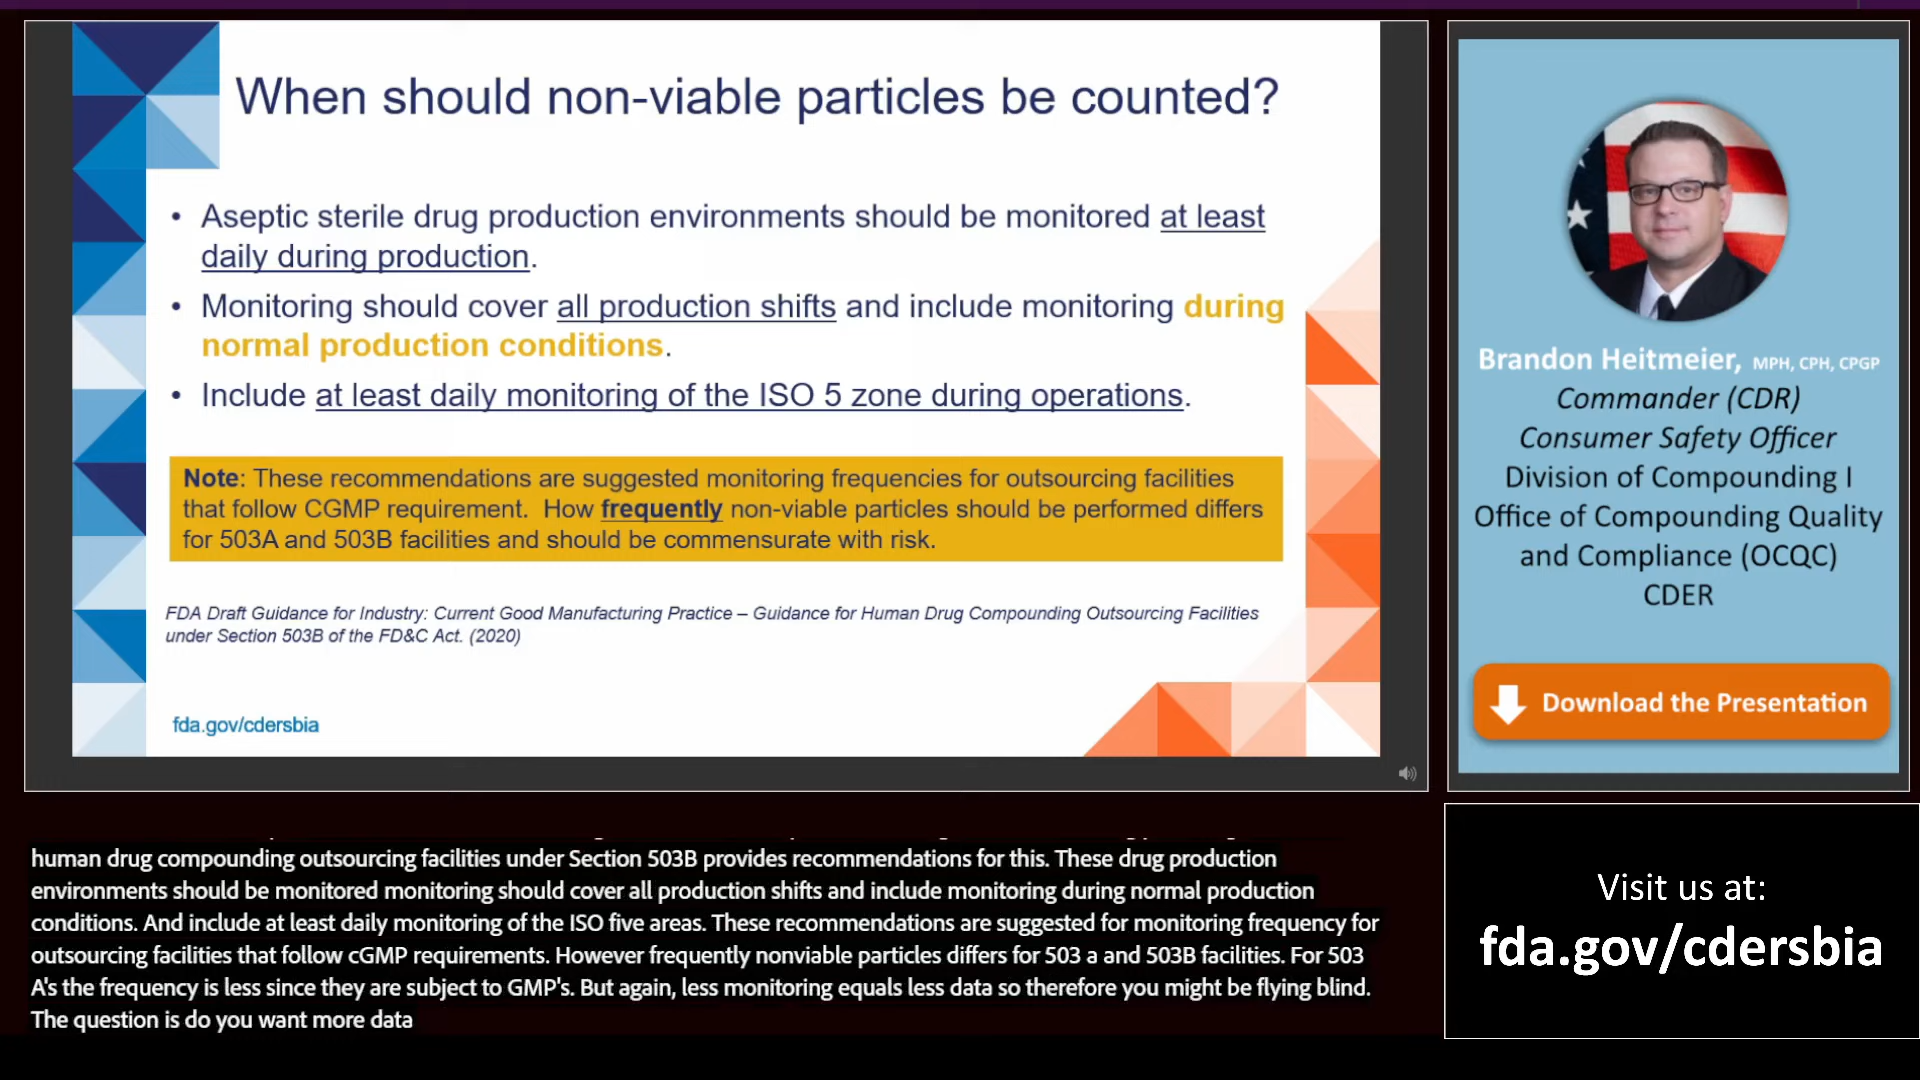 When should non-viable particles be counted?
• Aseptic sterile drug production environments should be monitored at least
daily during production.
• Monitoring should cover all production shifts and include monitoring during
normal production conditions.
• Include at least daily monitoring of the ISO 5 zone during operations.
Note: These recommendations are suggested monitoring frequencies for outsourcing facilities
that follow CGMP requirement. How frequently non-viable particles should be performed differs
for 503A and 503B facilities and should be commensurate with risk.
FDA Draft Guidance for Industry: Current Good Manufacturing Practice – Guidance for Human Drug Compounding Outsourcing Facilities
under Section 503B of the FD&C Act. (2020)
fda.gov/cdersbia
Brandon Heitmeier, MPH, CPH, CPGP
Commander (CDR)
Consumer Safety Officer
Division of Compounding I
Office of Compounding Quality
and Compliance (OCQC)
CDER
Download the Presentation
human drug compounding outsourcing facilities under Section 503B provides recommendations for this. These drug production
environments should be monitored monitoring should cover all production shifts and include monitoring during normal production
conditions. And include at least daily monitoring of the ISO five areas. These recommendations are suggested for monitoring frequency for
outsourcing facilities that follow cGMP requirements. However frequently nonviable particles differs for 503 a and 503B facilities. For 503
A's the frequency is less since they are subject to GMP's. But again, less monitoring equals less data so therefore you might be flying blind.
The question is do you want more data
Visit us at:
fda.gov/cdersbia